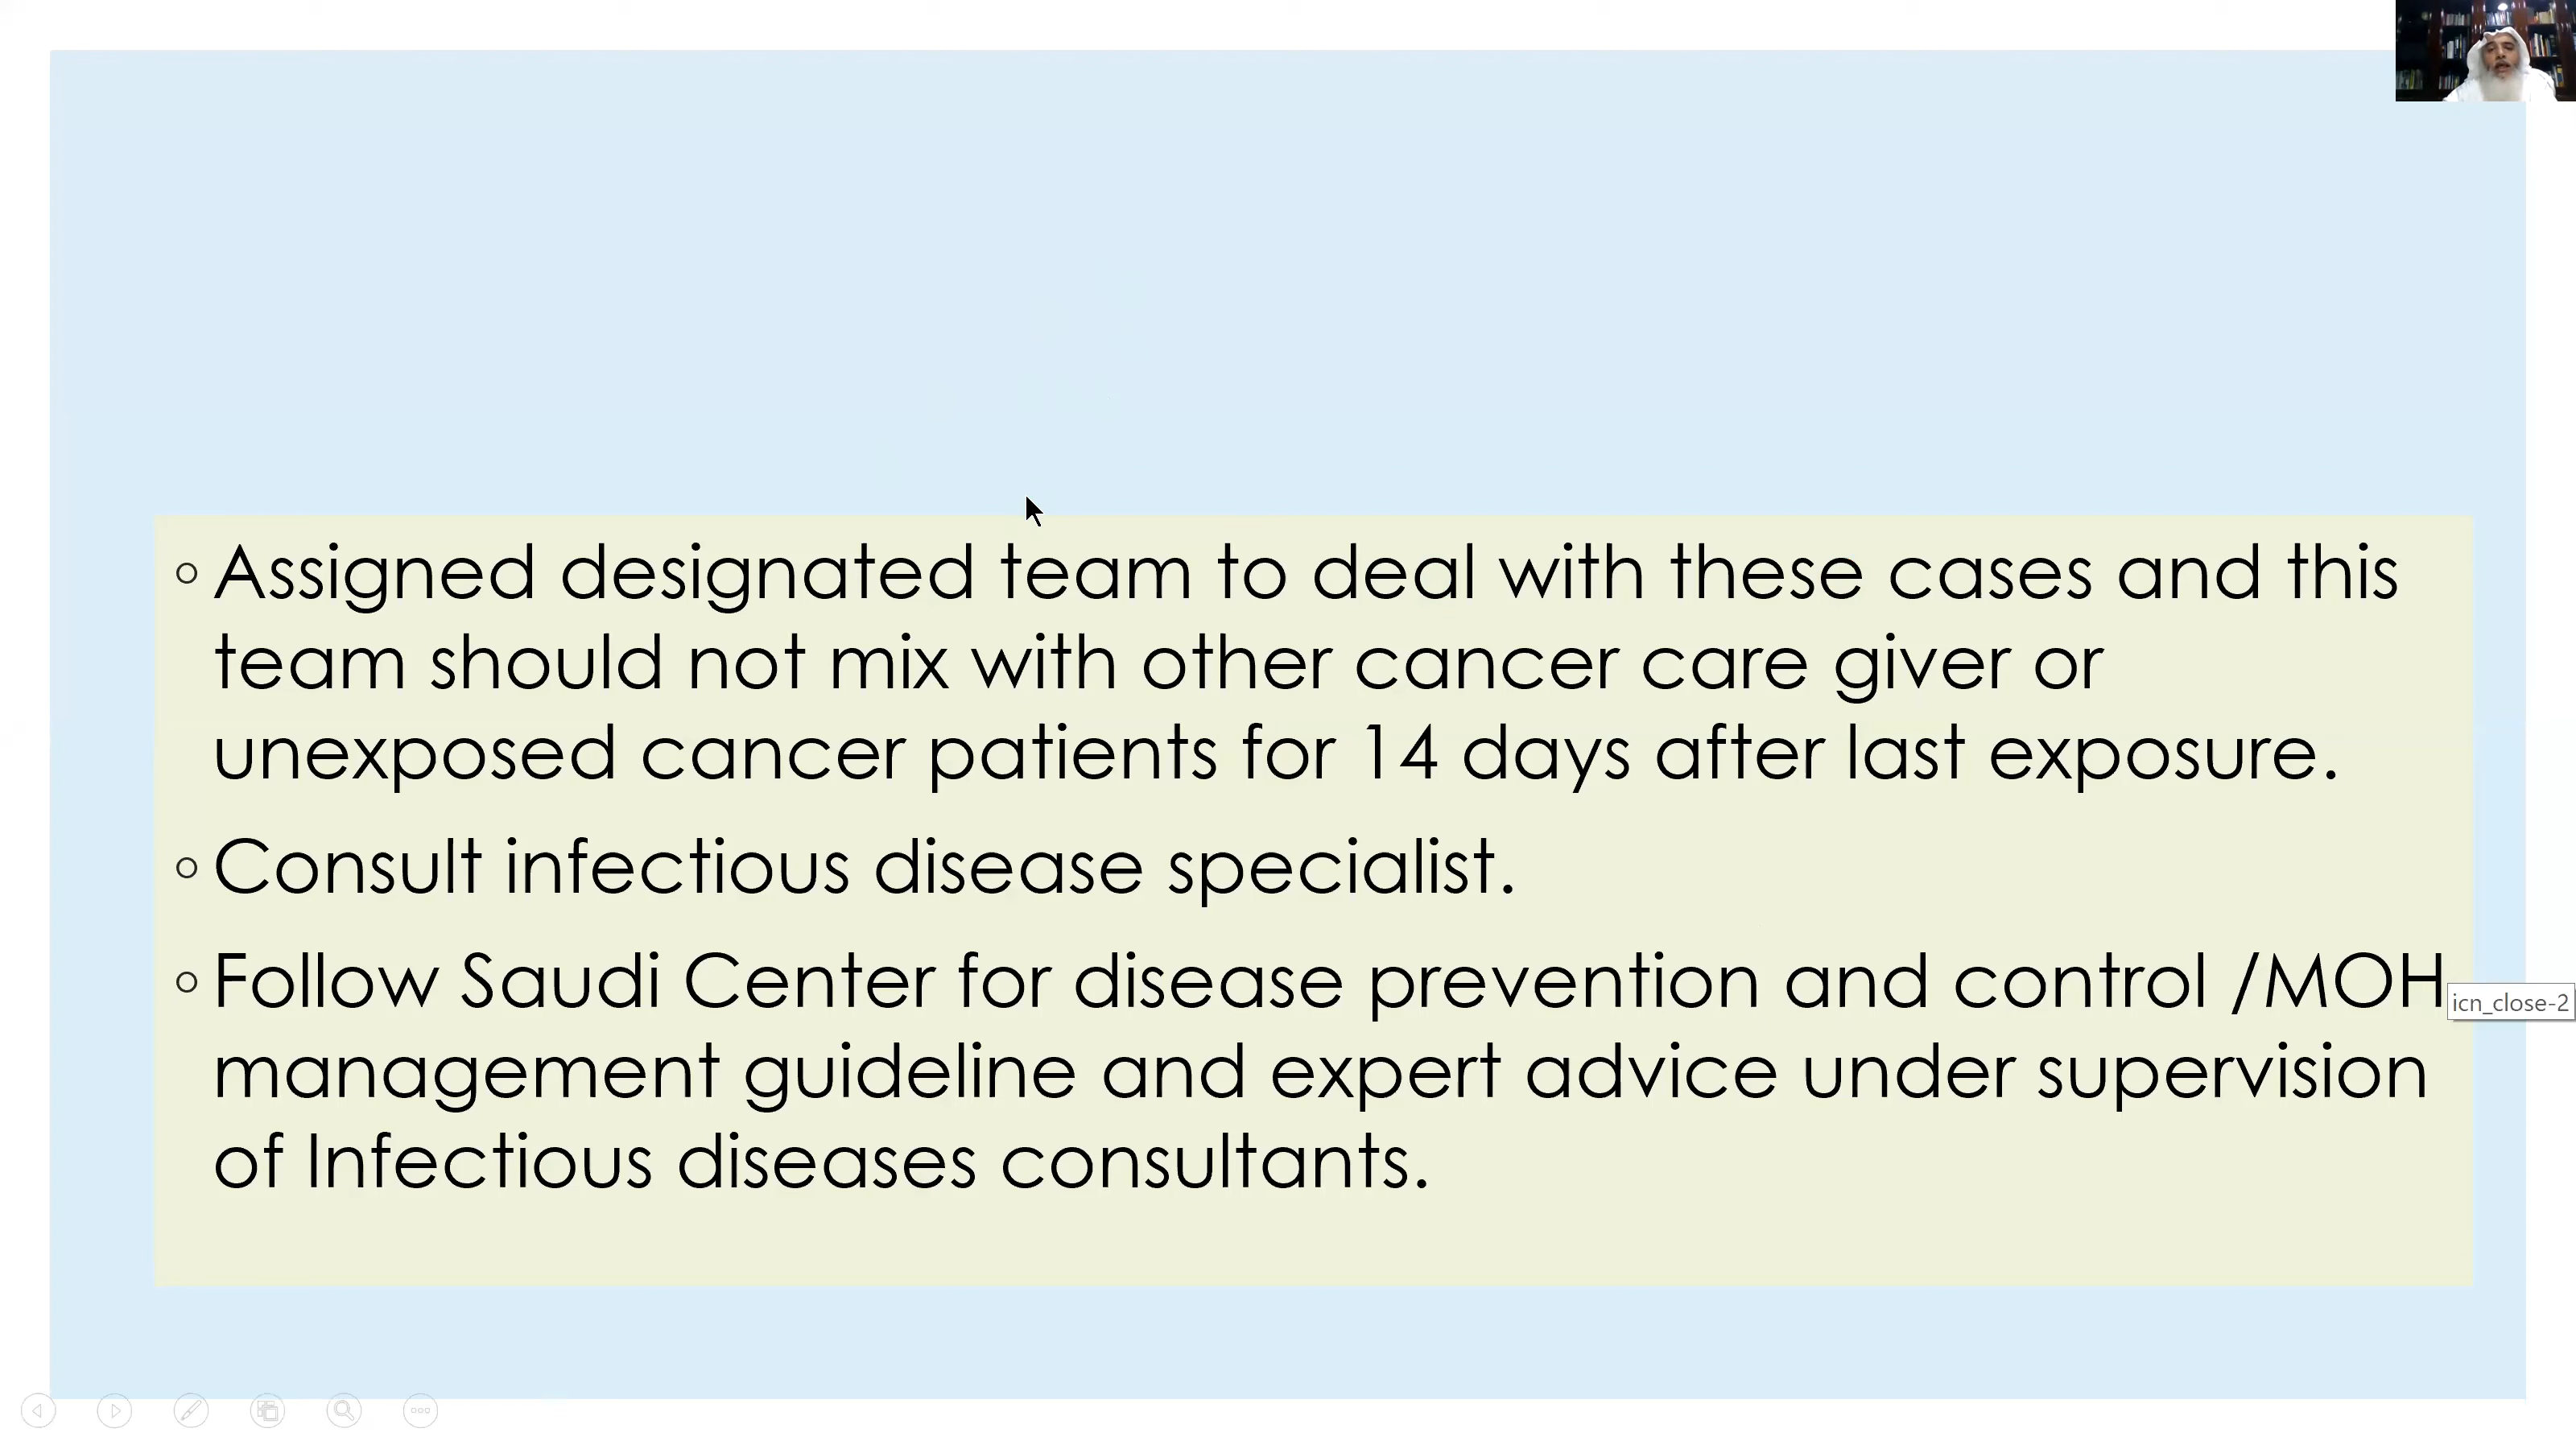 ◦ Assigned designated team to deal with these cases and this
team should not mix with other cancer care giver or
unexposed cancer patients for 14 days after last exposure.
◦ Consult infectious disease specialist.
◦ Follow Saudi Center for disease prevention and control /MOH
icn_close-2
management guideline and expert advice under supervision
of Infectious diseases consultants.